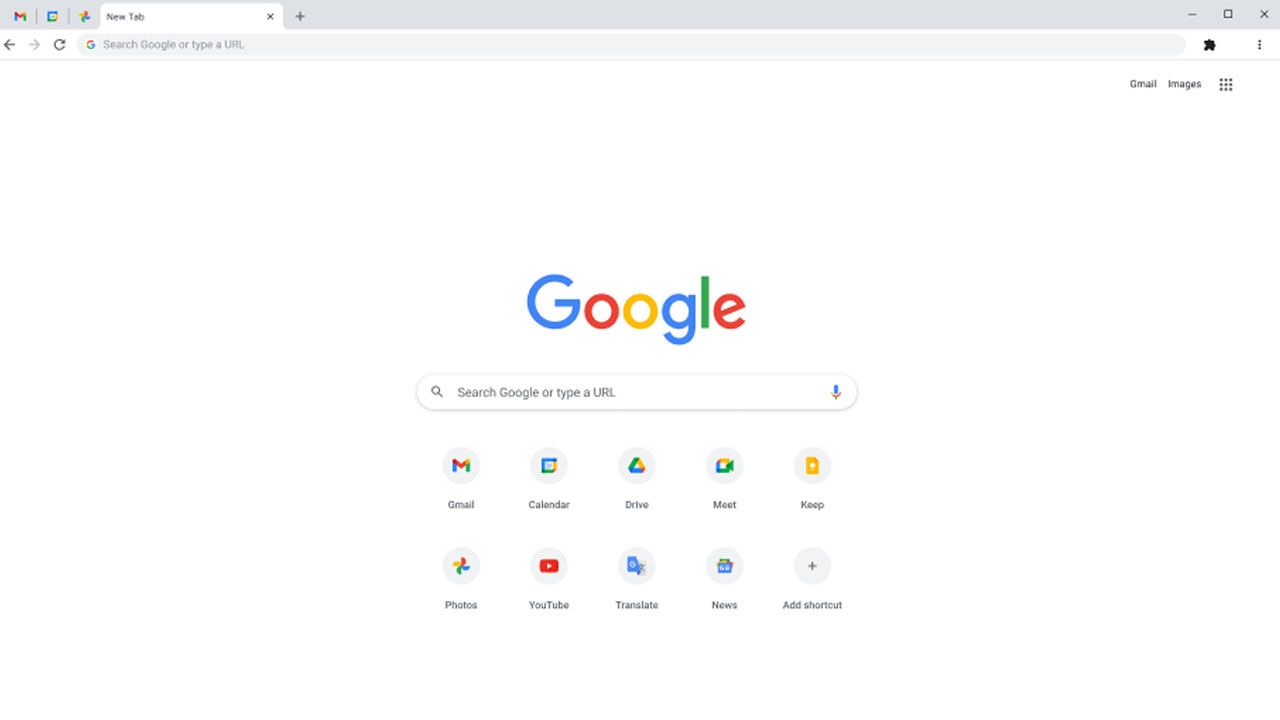 New Tab
Search Google or type a URL
Gmail Images
Google
Search Google or type a URL
Gmail Calendar Drive Meet Keep
Photos YouTube Translate News Add shortcut